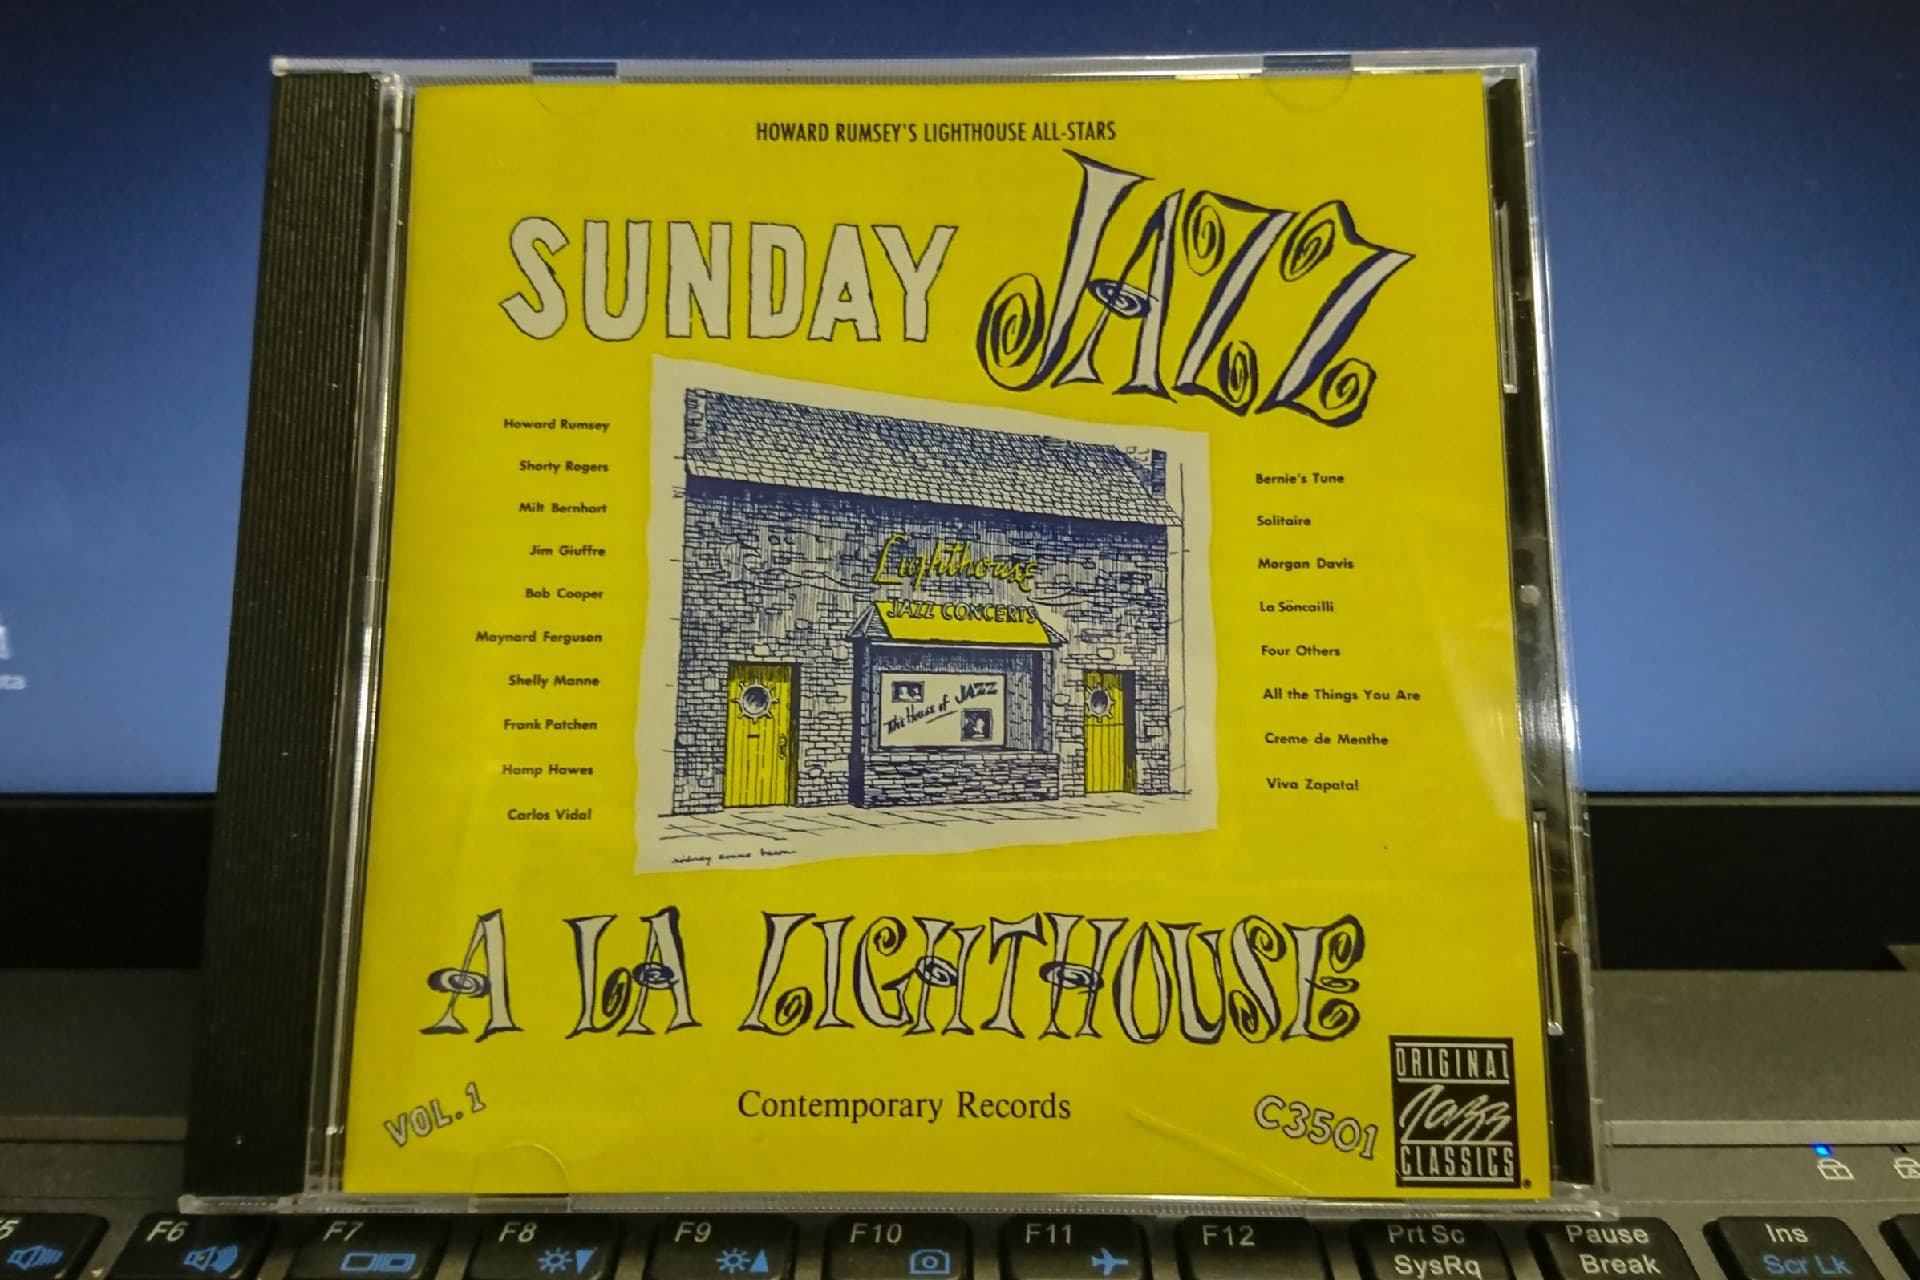 HOWARD RUMSEY'S LIGHTHOUSE ALL-STARS
SUNDAY JAZZ
Howard Rumsey
Shorty Rogers
Milt Bernhart
Jim Giuffre
Bob Cooper
Maynard Ferguson
Shelly Manne
Frank Patchen
Hamp Hawes
Carlos Vidal
Lighthouse
JAZZ CONCERTS
The House of JAZZ
Bernie's Tune
Solitaire
Morgan Davis
La Söncailli
Four Others
All the Things You Are
Creme de Menthe
Viva Zapata!
A LA LIGHTHOUSE
VOL. 1
Contemporary Records
C3501
ORIGINAL
Jazz
CLASSICS
F6
F7
F8
F9
F10
F11
F12
Prt Sc
SysRq
Pause
Break
Ins
Scr Lk